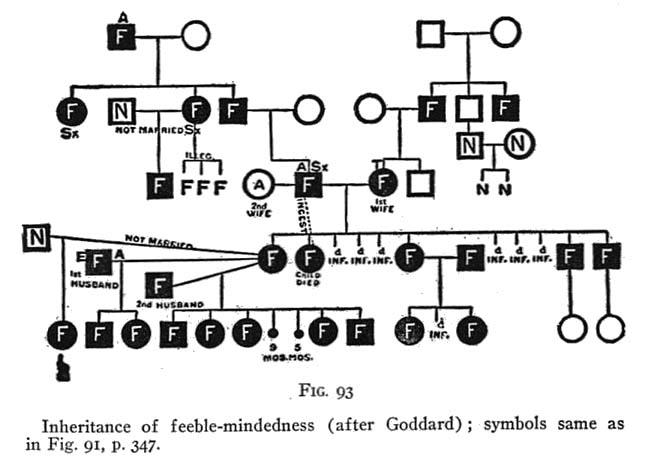 A
F
F
F
F
F
F
N
NOT MARRIED
Sx
Sx
N
N
ILLEG.
F
F F F
A
2nd
WIFE
A Sx
F
T
F
1st
WIFE
N N
INCEST
N
NOT MARRIED
E
F
A
1st
HUSBAND
F
2nd HUSBAND
F
F
CHILD
DIED
d
INF.
d
INF.
d
INF.
F
F
d
INF.
d
INF.
d
INF.
F
F
F
F
F
F
F
F
F
9
MOS.
5
MOS.
F
F
F
d
INF.
F
FIG. 93
Inheritance of feeble-mindedness (after Goddard) ; symbols same as
in Fig. 91, p. 347.